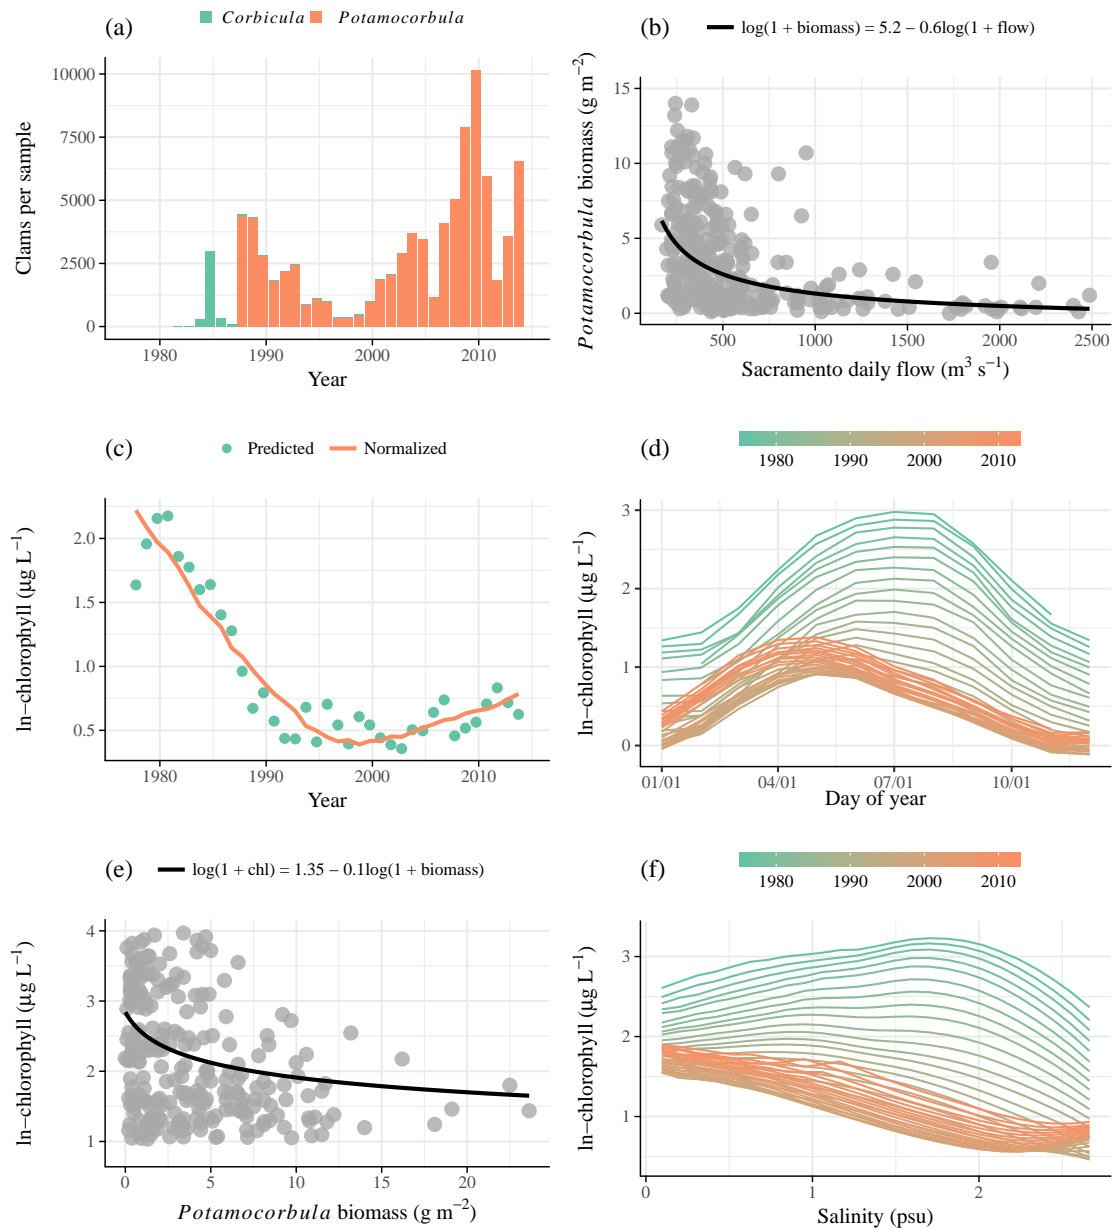 (a)
Corbicula Potamocorbula
Clams per sample
10000
7500
5000
2500
0
1980 1990 2000 2010
Year
(b)
log(1 + biomass) = 5.2 − 0.6log(1 + flow)
Potamocorbula biomass (g m−2)
15
10
5
0
500 1000 1500 2000 2500
Sacramento daily flow (m3 s−1)
(c)
Predicted Normalized
ln−chlorophyll (μg L−1)
2.0
1.5
1.0
0.5
1980 1990 2000 2010
Year
(d)
1980 1990 2000 2010
ln−chlorophyll (μg L−1)
3
2
1
0
01/01 04/01 07/01 10/01
Day of year
(e)
log(1 + chl) = 1.35 − 0.1log(1 + biomass)
ln−chlorophyll (μg L−1)
4
3
2
1
0 5 10 15 20
Potamocorbula biomass (g m−2)
(f)
1980 1990 2000 2010
ln−chlorophyll (μg L−1)
3
2
1
0 1 2
Salinity (psu)